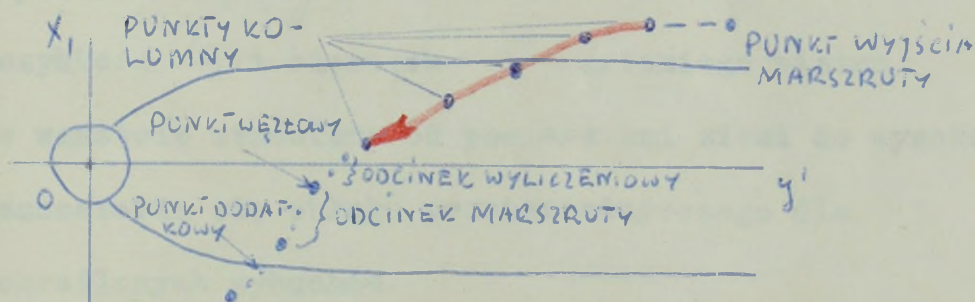 X₁
PUNKTY KO-
LUMNY
PUNKT WYJŚCIA
MARSZRUTY
PUNKT WĘZŁOWY
ODCINEK WYLICZENIOWY
y'
O
PUNKT DODAT-
KOWY
ODCINEK MARSZRUTY